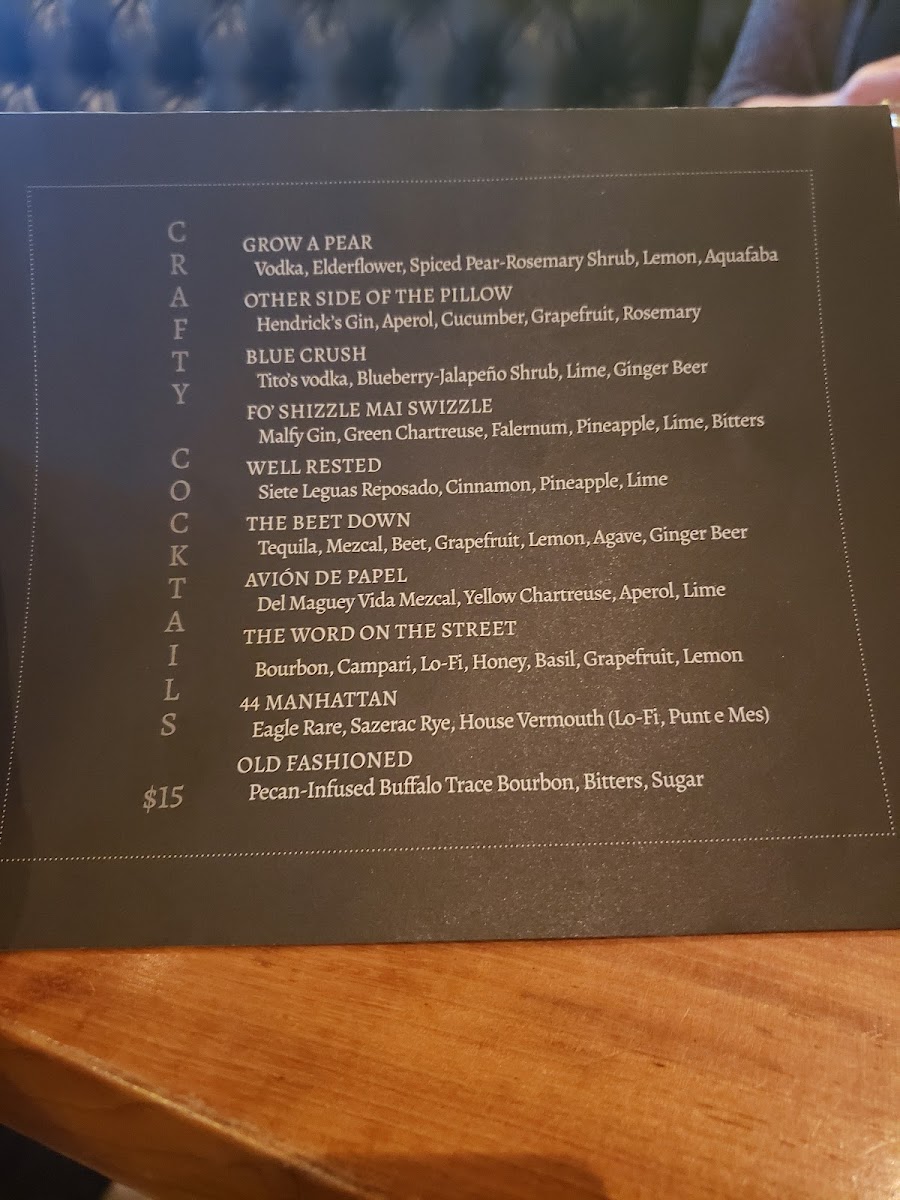 CRAFTY COCKTAILS
$15
GROW A PEAR
Vodka, Elderflower, Spiced Pear-Rosemary Shrub, Lemon, Aquafaba
OTHER SIDE OF THE PILLOW
Hendrick's Gin, Aperol, Cucumber, Grapefruit, Rosemary
BLUE CRUSH
Tito's vodka, Blueberry-Jalapeño Shrub, Lime, Ginger Beer
FO' SHIZZLE MAI SWIZZLE
Malfy Gin, Green Chartreuse, Falernum, Pineapple, Lime, Bitters
WELL RESTED
Siete Leguas Reposado, Cinnamon, Pineapple, Lime
THE BEET DOWN
Tequila, Mezcal, Beet, Grapefruit, Lemon, Agave, Ginger Beer
AVIÓN DE PAPEL
Del Maguey Vida Mezcal, Yellow Chartreuse, Aperol, Lime
THE WORD ON THE STREET
Bourbon, Campari, Lo-Fi, Honey, Basil, Grapefruit, Lemon
44 MANHATTAN
Eagle Rare, Sazerac Rye, House Vermouth (Lo-Fi, Punt e Mes)
OLD FASHIONED
Pecan-Infused Buffalo Trace Bourbon, Bitters, Sugar